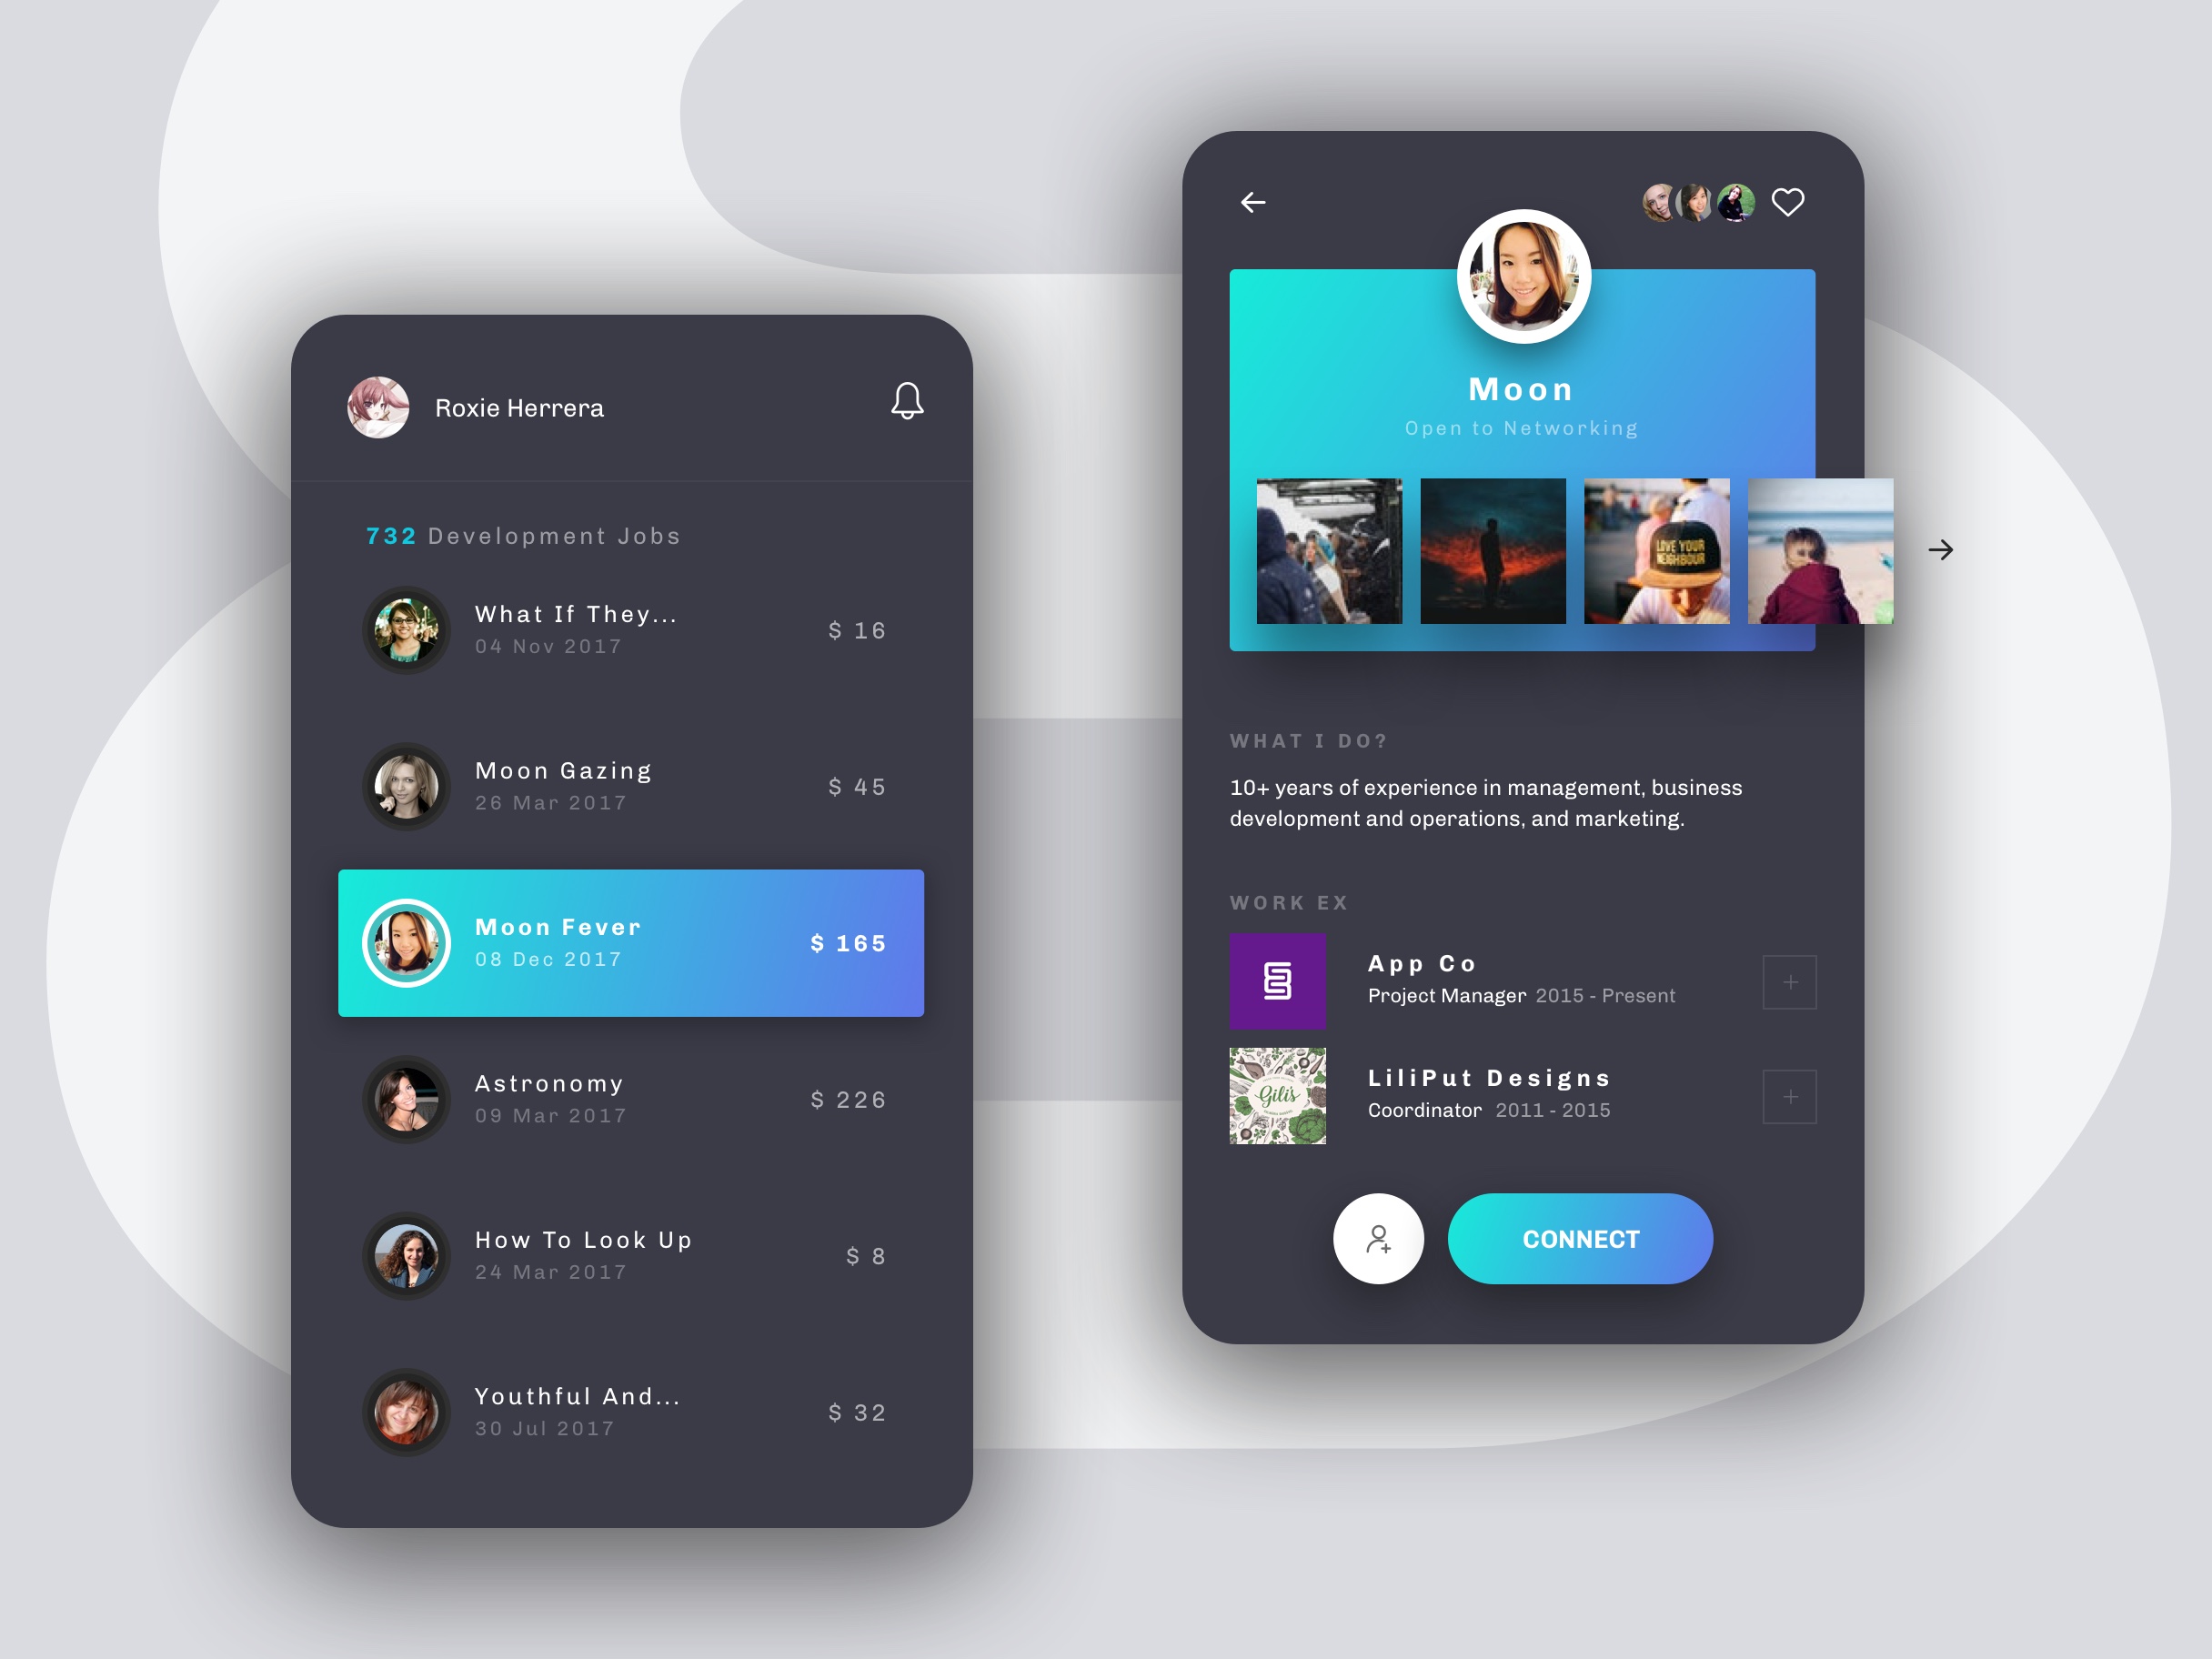 Roxie Herrera
732 Development Jobs
What If They...
04 Nov 2017
$ 16
Moon Gazing
26 Mar 2017
$ 45
Moon Fever
08 Dec 2017
$ 165
Astronomy
09 Mar 2017
$ 226
How To Look Up
24 Mar 2017
$ 8
Youthful And...
30 Jul 2017
$ 32
Moon
Open to Networking
LOVE YOUR
NEIGHBOUR
WHAT I DO?
10+ years of experience in management, business
development and operations, and marketing.
WORK EX
App Co
Project Manager 2015 - Present
LiliPut Designs
Coordinator 2011 - 2015
Gili's
CONNECT